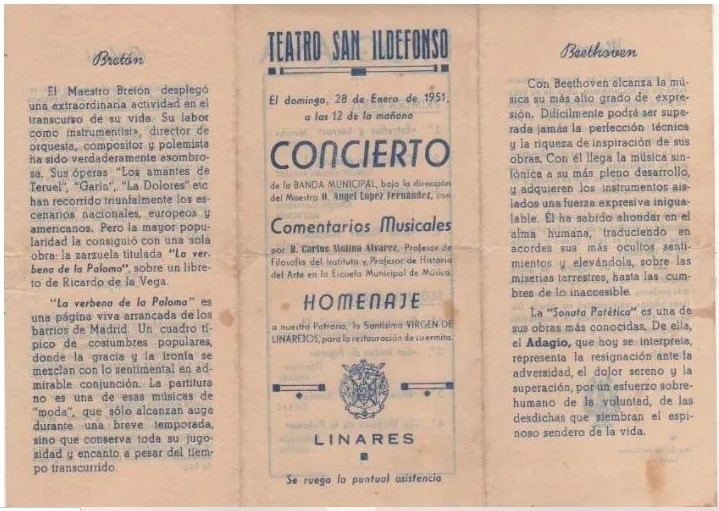 Bretón
El Maestro Bretón desplegó
una extraordinaria actividad en el
transcurso de su vida. Su labor
como instrumentista, director de
orquesta, compositor y polemista
ha sido verdaderamente asombro-
sa. Sus óperas "Los amantes de
Teruel", "Garín", "La Dolores" etc
han recorrido triunfalmente los es-
cenarios nacionales, europeos y
americanos. Pero la mayor popu-
laridad la consiguió con una sola
obra: la zarzuela titulada "La ver-
bena de la Paloma", sobre un libre-
to de Ricardo de la Vega.
"La verbena de la Paloma" es
una página viva arrancada de los
barrios de Madrid. Un cuadro tí-
pico de costumbres populares,
donde la gracia y la ironía se
mezclan con lo sentimental en ad-
mirable conjunción. La partitura
no es una de esas músicas de
"moda", que sólo alcanzan auge
durante una breve temporada,
sino que conserva toda su jugo-
sidad y encanto a pesar del tiem-
po transcurrido
TEATRO SAN ILDEFONSO
El domingo, 28 de Enero de 1951,
a las 12 de la mañana
CONCIERTO
de la BANDA MUNICIPAL, bajo la dirección
del Maestro D. Angel López Fernández, con
Comentarios Musicales
por D. Carlos Molina Alvarez, Profesor de
Filosofía del Instituto y Profesor de Historia
del Arte en la Escuela Municipal de Música.
HOMENAJE
a nuestra Patrona, la Santísima VIRGEN DE
LINAREJOS, para la restauración de su ermita.
LINARES
Se ruega la puntual asistencia
Beethoven
Con Beethoven alcanza la mú-
sica su más alto grado de expre-
sión. Difícilmente podrá ser supe-
rada jamás la perfección técnica
y la riqueza de inspiración de sus
obras. Con él llega la música sin-
fónica a su más pleno desarrollo,
y adquieren los instrumentos ais-
lados una fuerza expresiva inigua-
lable. Él ha sabido ahondar en el
alma humana, traduciendo en
acordes sus más ocultos senti-
mientos y elevándola, sobre las
miserias terrestres, hasta las cum-
bres de lo inaccesible.
La "Sonata Patética" es una de
sus obras más conocidas. De ella,
el Adagio, que hoy se interpreta,
representa la resignación ante la
adversidad, el dolor sereno y la
superación, por un esfuerzo sobre-
humano de la voluntad, de las
desdichas que siembran el espi-
noso sendero de la vida.